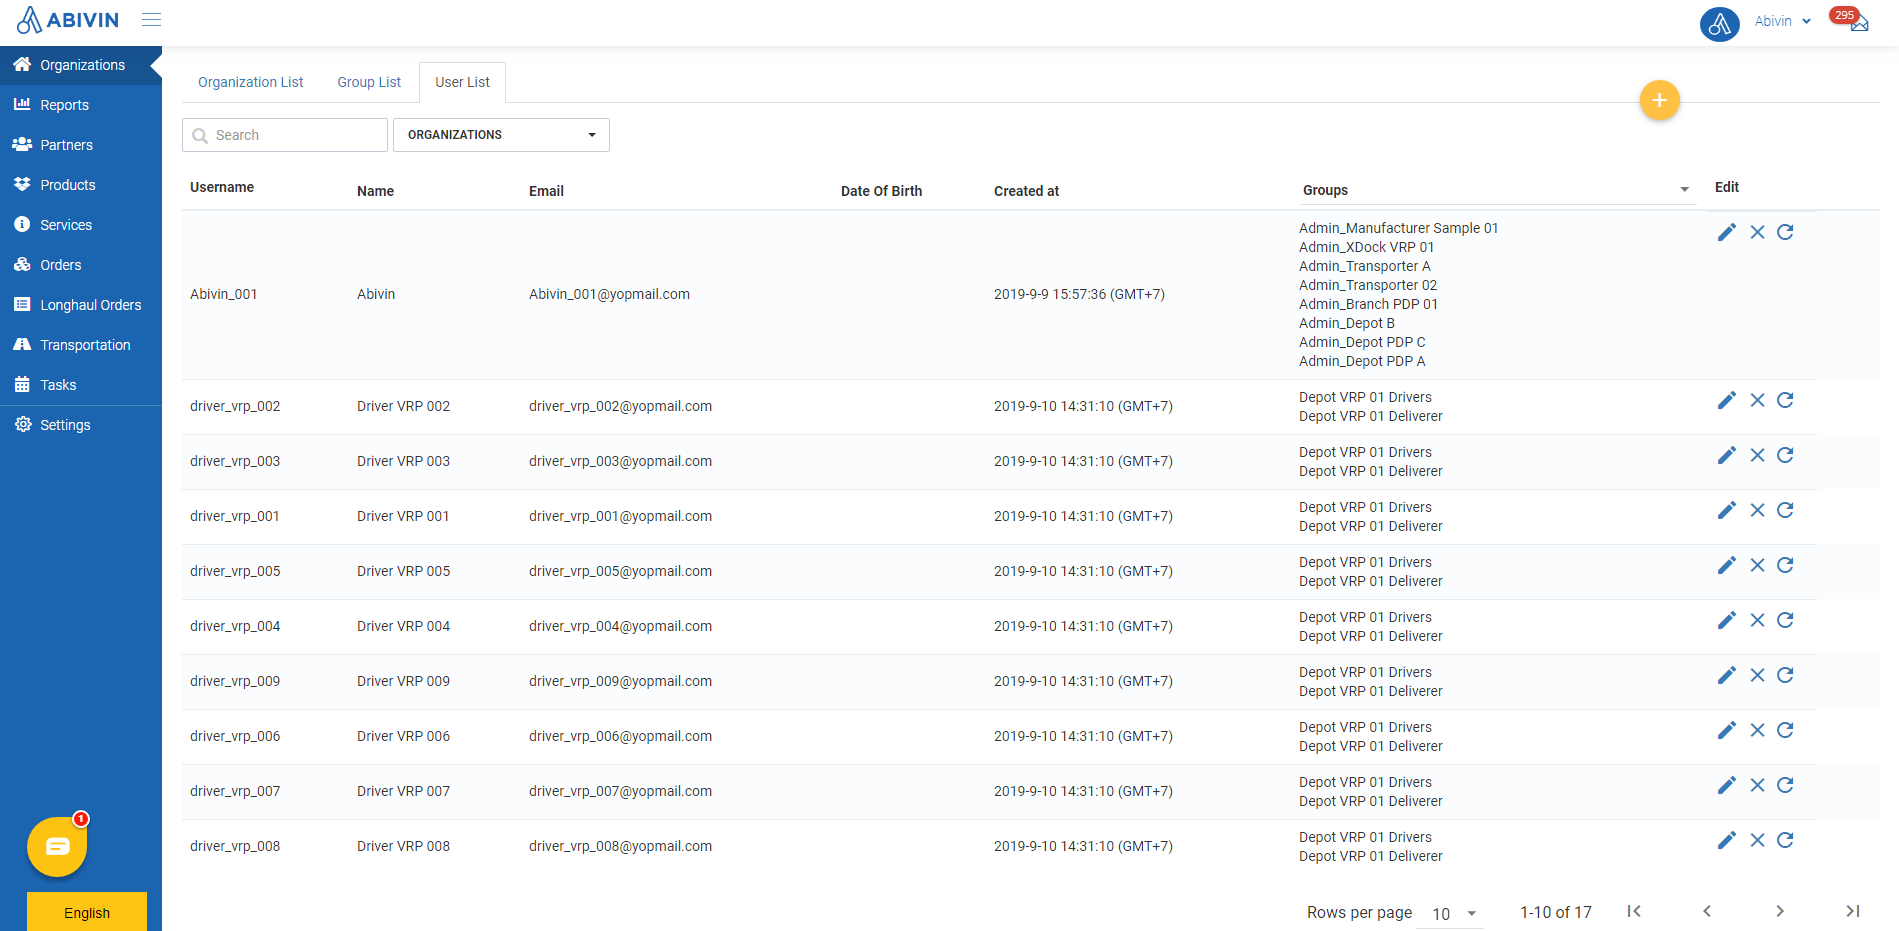 ABIVIN
Abivin
295
Organizations
Reports
Partners
Products
Services
Orders
Longhaul Orders
Transportation
Tasks
Settings
1
English
Organization List Group List User List
+
Search ORGANIZATIONS
Username Name Email Date Of Birth Created at Groups Edit
Abivin_001 Abivin Abivin_001@yopmail.com 2019-9-9 15:57:36 (GMT+7)
Admin_Manufacturer Sample 01
Admin_XDock VRP 01
Admin_Transporter A
Admin_Transporter 02
Admin_Branch PDP 01
Admin_Depot B
Admin_Depot PDP C
Admin_Depot PDP A
driver_vrp_002 Driver VRP 002 driver_vrp_002@yopmail.com 2019-9-10 14:31:10 (GMT+7)
Depot VRP 01 Drivers
Depot VRP 01 Deliverer
driver_vrp_003 Driver VRP 003 driver_vrp_003@yopmail.com 2019-9-10 14:31:10 (GMT+7)
Depot VRP 01 Drivers
Depot VRP 01 Deliverer
driver_vrp_001 Driver VRP 001 driver_vrp_001@yopmail.com 2019-9-10 14:31:10 (GMT+7)
Depot VRP 01 Drivers
Depot VRP 01 Deliverer
driver_vrp_005 Driver VRP 005 driver_vrp_005@yopmail.com 2019-9-10 14:31:10 (GMT+7)
Depot VRP 01 Drivers
Depot VRP 01 Deliverer
driver_vrp_004 Driver VRP 004 driver_vrp_004@yopmail.com 2019-9-10 14:31:10 (GMT+7)
Depot VRP 01 Drivers
Depot VRP 01 Deliverer
driver_vrp_009 Driver VRP 009 driver_vrp_009@yopmail.com 2019-9-10 14:31:10 (GMT+7)
Depot VRP 01 Drivers
Depot VRP 01 Deliverer
driver_vrp_006 Driver VRP 006 driver_vrp_006@yopmail.com 2019-9-10 14:31:10 (GMT+7)
Depot VRP 01 Drivers
Depot VRP 01 Deliverer
driver_vrp_007 Driver VRP 007 driver_vrp_007@yopmail.com 2019-9-10 14:31:10 (GMT+7)
Depot VRP 01 Drivers
Depot VRP 01 Deliverer
driver_vrp_008 Driver VRP 008 driver_vrp_008@yopmail.com 2019-9-10 14:31:10 (GMT+7)
Depot VRP 01 Drivers
Depot VRP 01 Deliverer
Rows per page 10 1-10 of 17